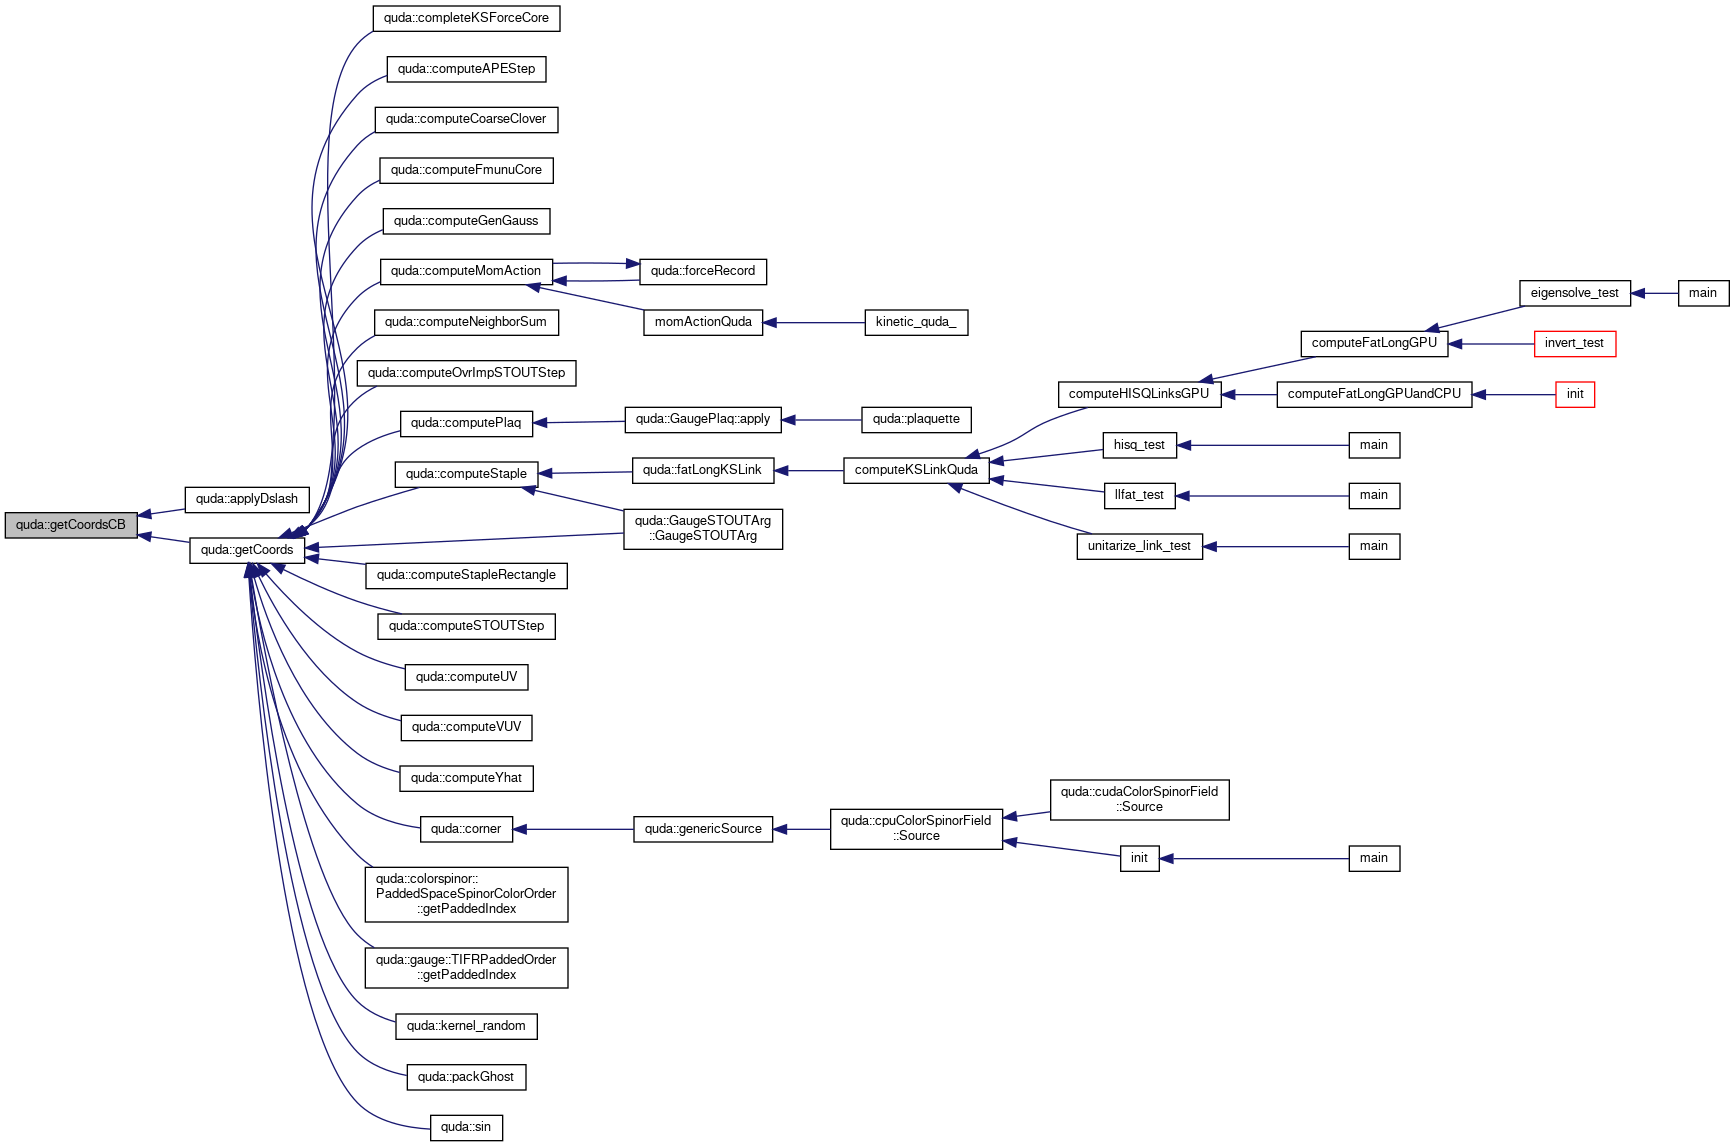 quda::getCoordsCB
quda::applyDslash
quda::getCoords
quda::completeKSForceCore
quda::computeAPEStep
quda::computeCoarseClover
quda::computeFmunuCore
quda::computeGenGauss
quda::computeMomAction
quda::forceRecord
momActionQuda
kinetic_quda_
quda::computeNeighborSum
quda::computeOvrImpSTOUTStep
quda::computePlaq
quda::GaugePlaq::apply
quda::plaquette
quda::computeStaple
quda::fatLongKSLink
computeKSLinkQuda
computeHISQLinksGPU
computeFatLongGPU
eigensolve_test
main
invert_test
computeFatLongGPUandCPU
init
hisq_test
main
llfat_test
main
unitarize_link_test
main
quda::GaugeSTOUTArg
::GaugeSTOUTArg
quda::computeStapleRectangle
quda::computeSTOUTStep
quda::computeUV
quda::computeVUV
quda::computeYhat
quda::corner
quda::genericSource
quda::cpuColorSpinorField
::Source
quda::cudaColorSpinorField
::Source
init
main
quda::colorspinor::
PaddedSpaceSpinorColorOrder
::getPaddedIndex
quda::gauge::TIFRPaddedOrder
::getPaddedIndex
quda::kernel_random
quda::packGhost
quda::sin